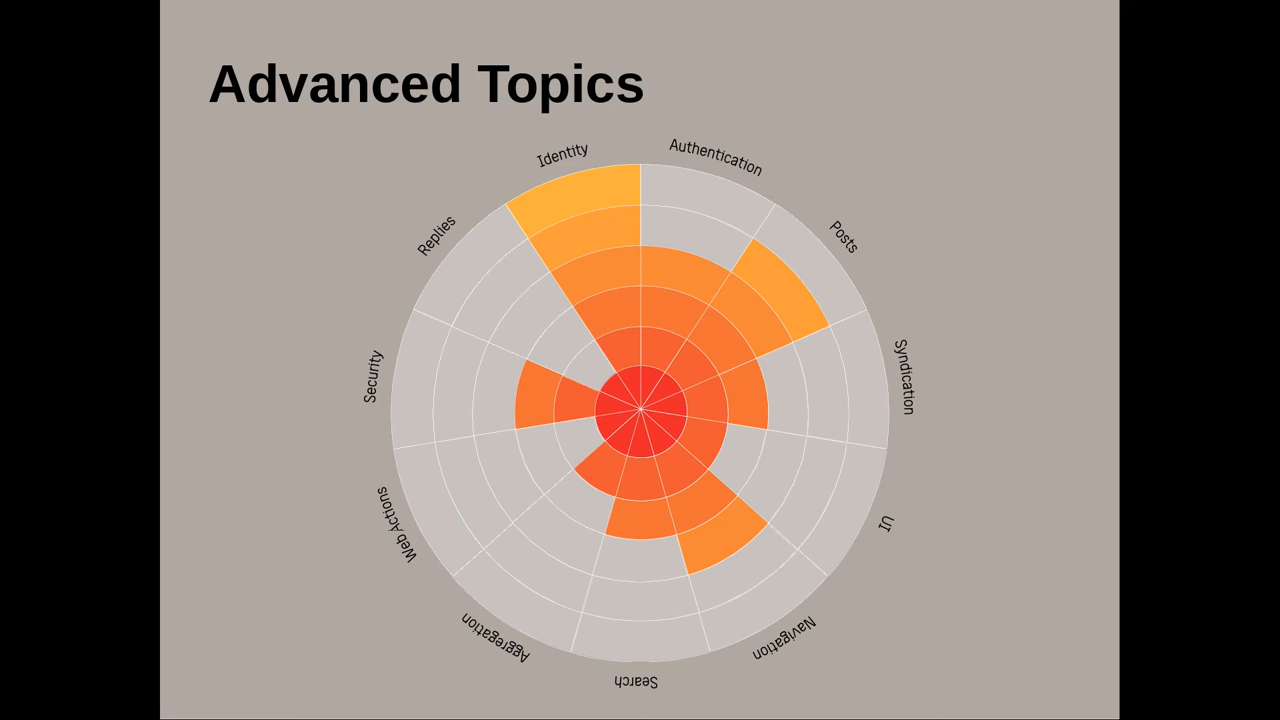 Advanced Topics
Identity
Authentication
Posts
Syndication
UI
Navigation
Search
Aggregation
Web Actions
Security
Replies